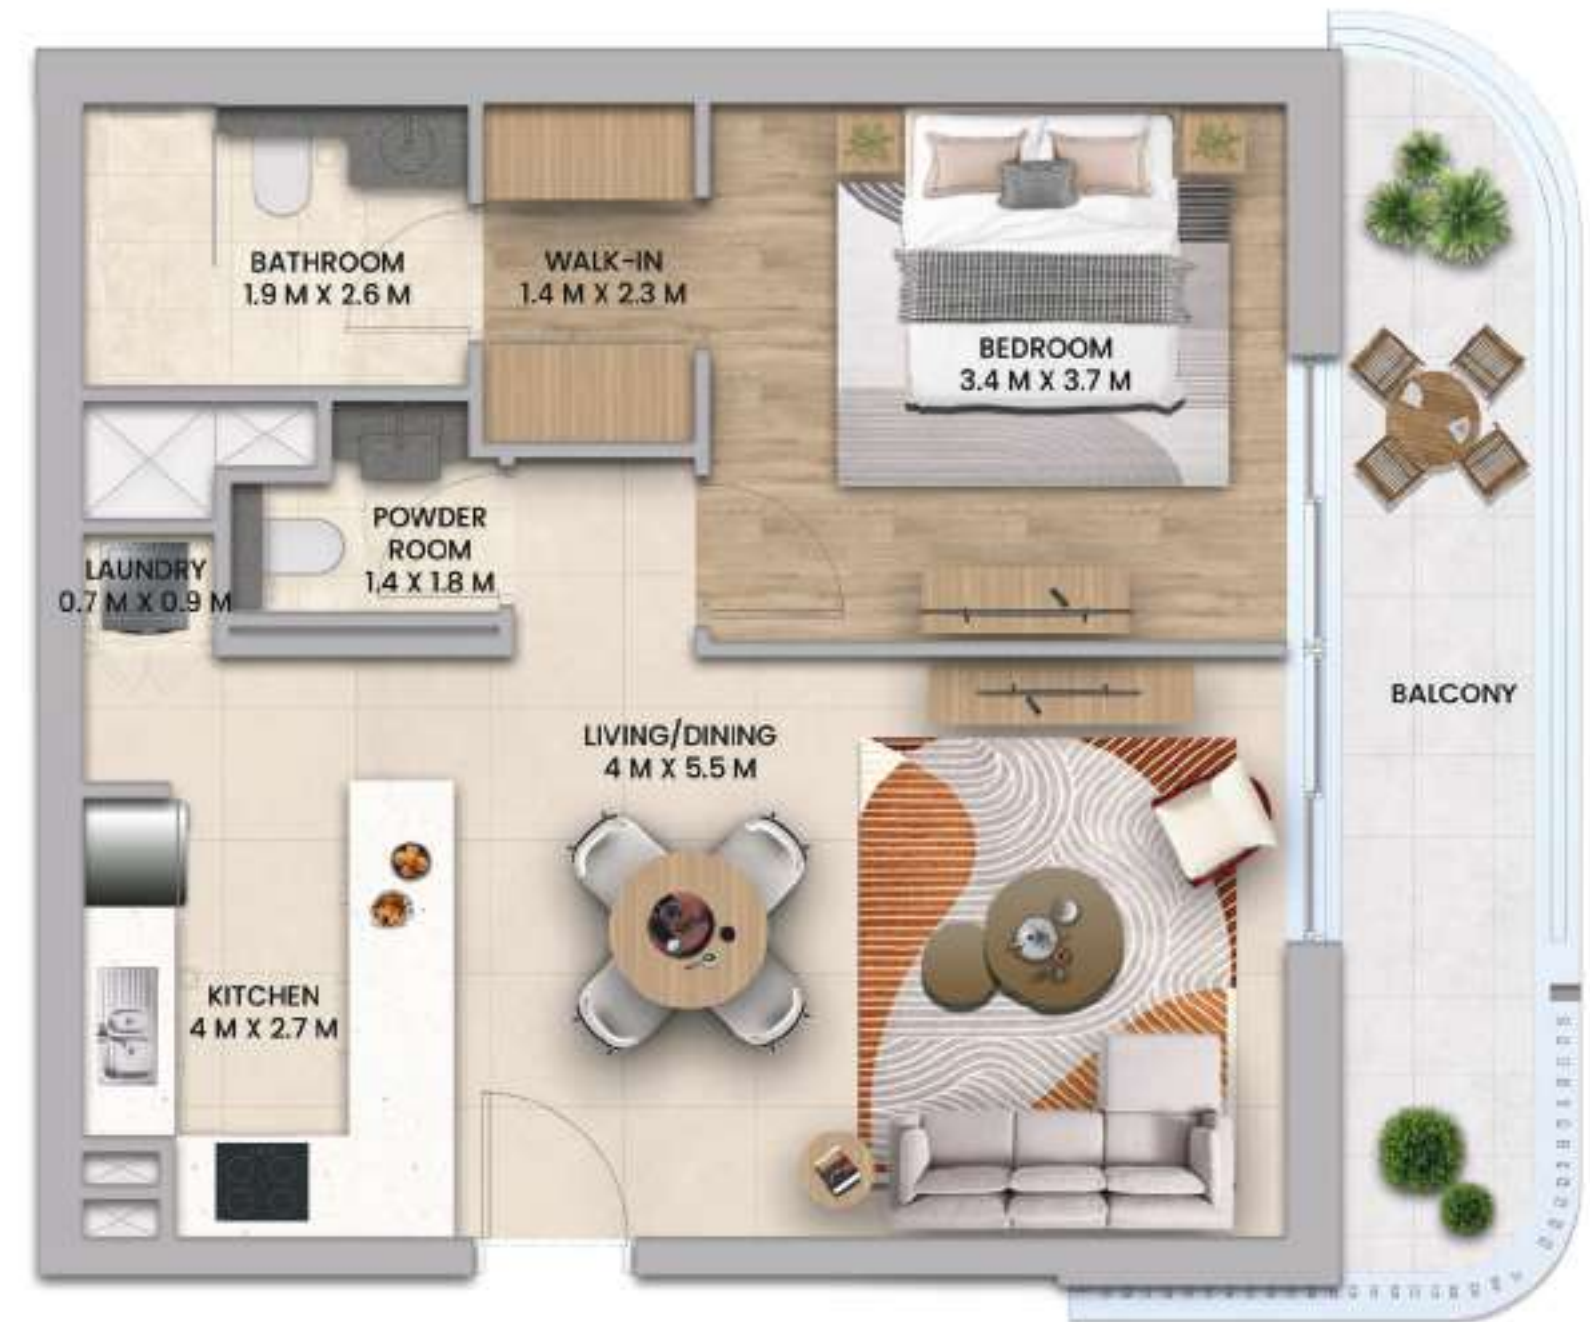 BATHROOM
1.9 M X 2.6 M
WALK-IN
1.4 M X 2.3 M
BEDROOM
3.4 M X 3.7 M
POWDER
ROOM
1.4 X 1.8 M
LAUNDRY
0.7 M X 0.9 M
BALCONY
LIVING/DINING
4 M X 5.5 M
KITCHEN
4 M X 2.7 M